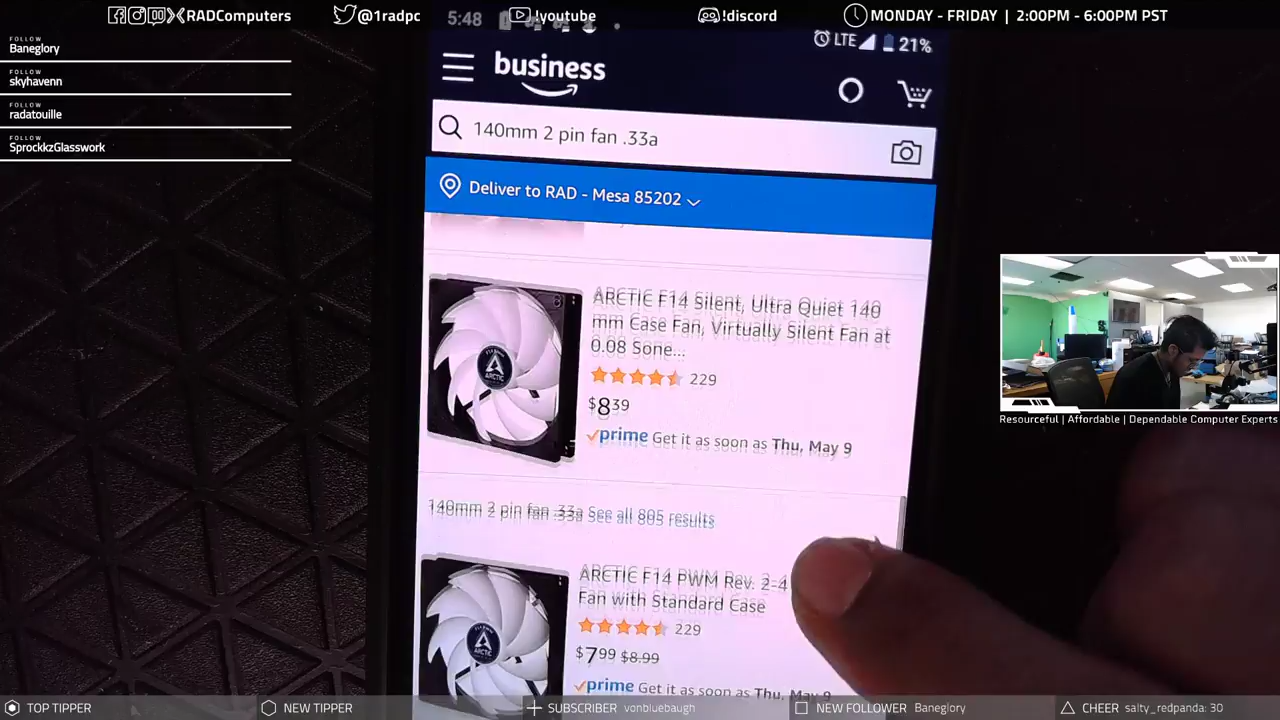 RADComputers
@1radpc
!youtube
!discord
MONDAY - FRIDAY | 2:00PM - 6:00PM PST
FOLLOW
Baneglory
FOLLOW
skyhavenn
FOLLOW
radatouille
FOLLOW
SprockkzGlasswork
5:48
LTE
21%
business
140mm 2 pin fan .33a
Deliver to RAD - Mesa 85202
ARCTIC F14 Silent, Ultra Quiet 140
mm Case Fan, Virtually Silent Fan at
0.08 Sone...
229
$8 39
prime Get it as soon as Thu, May 9
140mm 2 pin fan .33a See all 805 results
ARCTIC F14 PWM Rev. 2-4
Fan with Standard Case
229
$7 99 $8.99
prime Get it as soon as Thu, May 9
ARCTIC
ARCTIC
Resourceful | Affordable | Dependable Computer Experts
TOP TIPPER
NEW TIPPER
SUBSCRIBER vonbluebaugh
NEW FOLLOWER Baneglory
CHEER salty_redpanda: 30